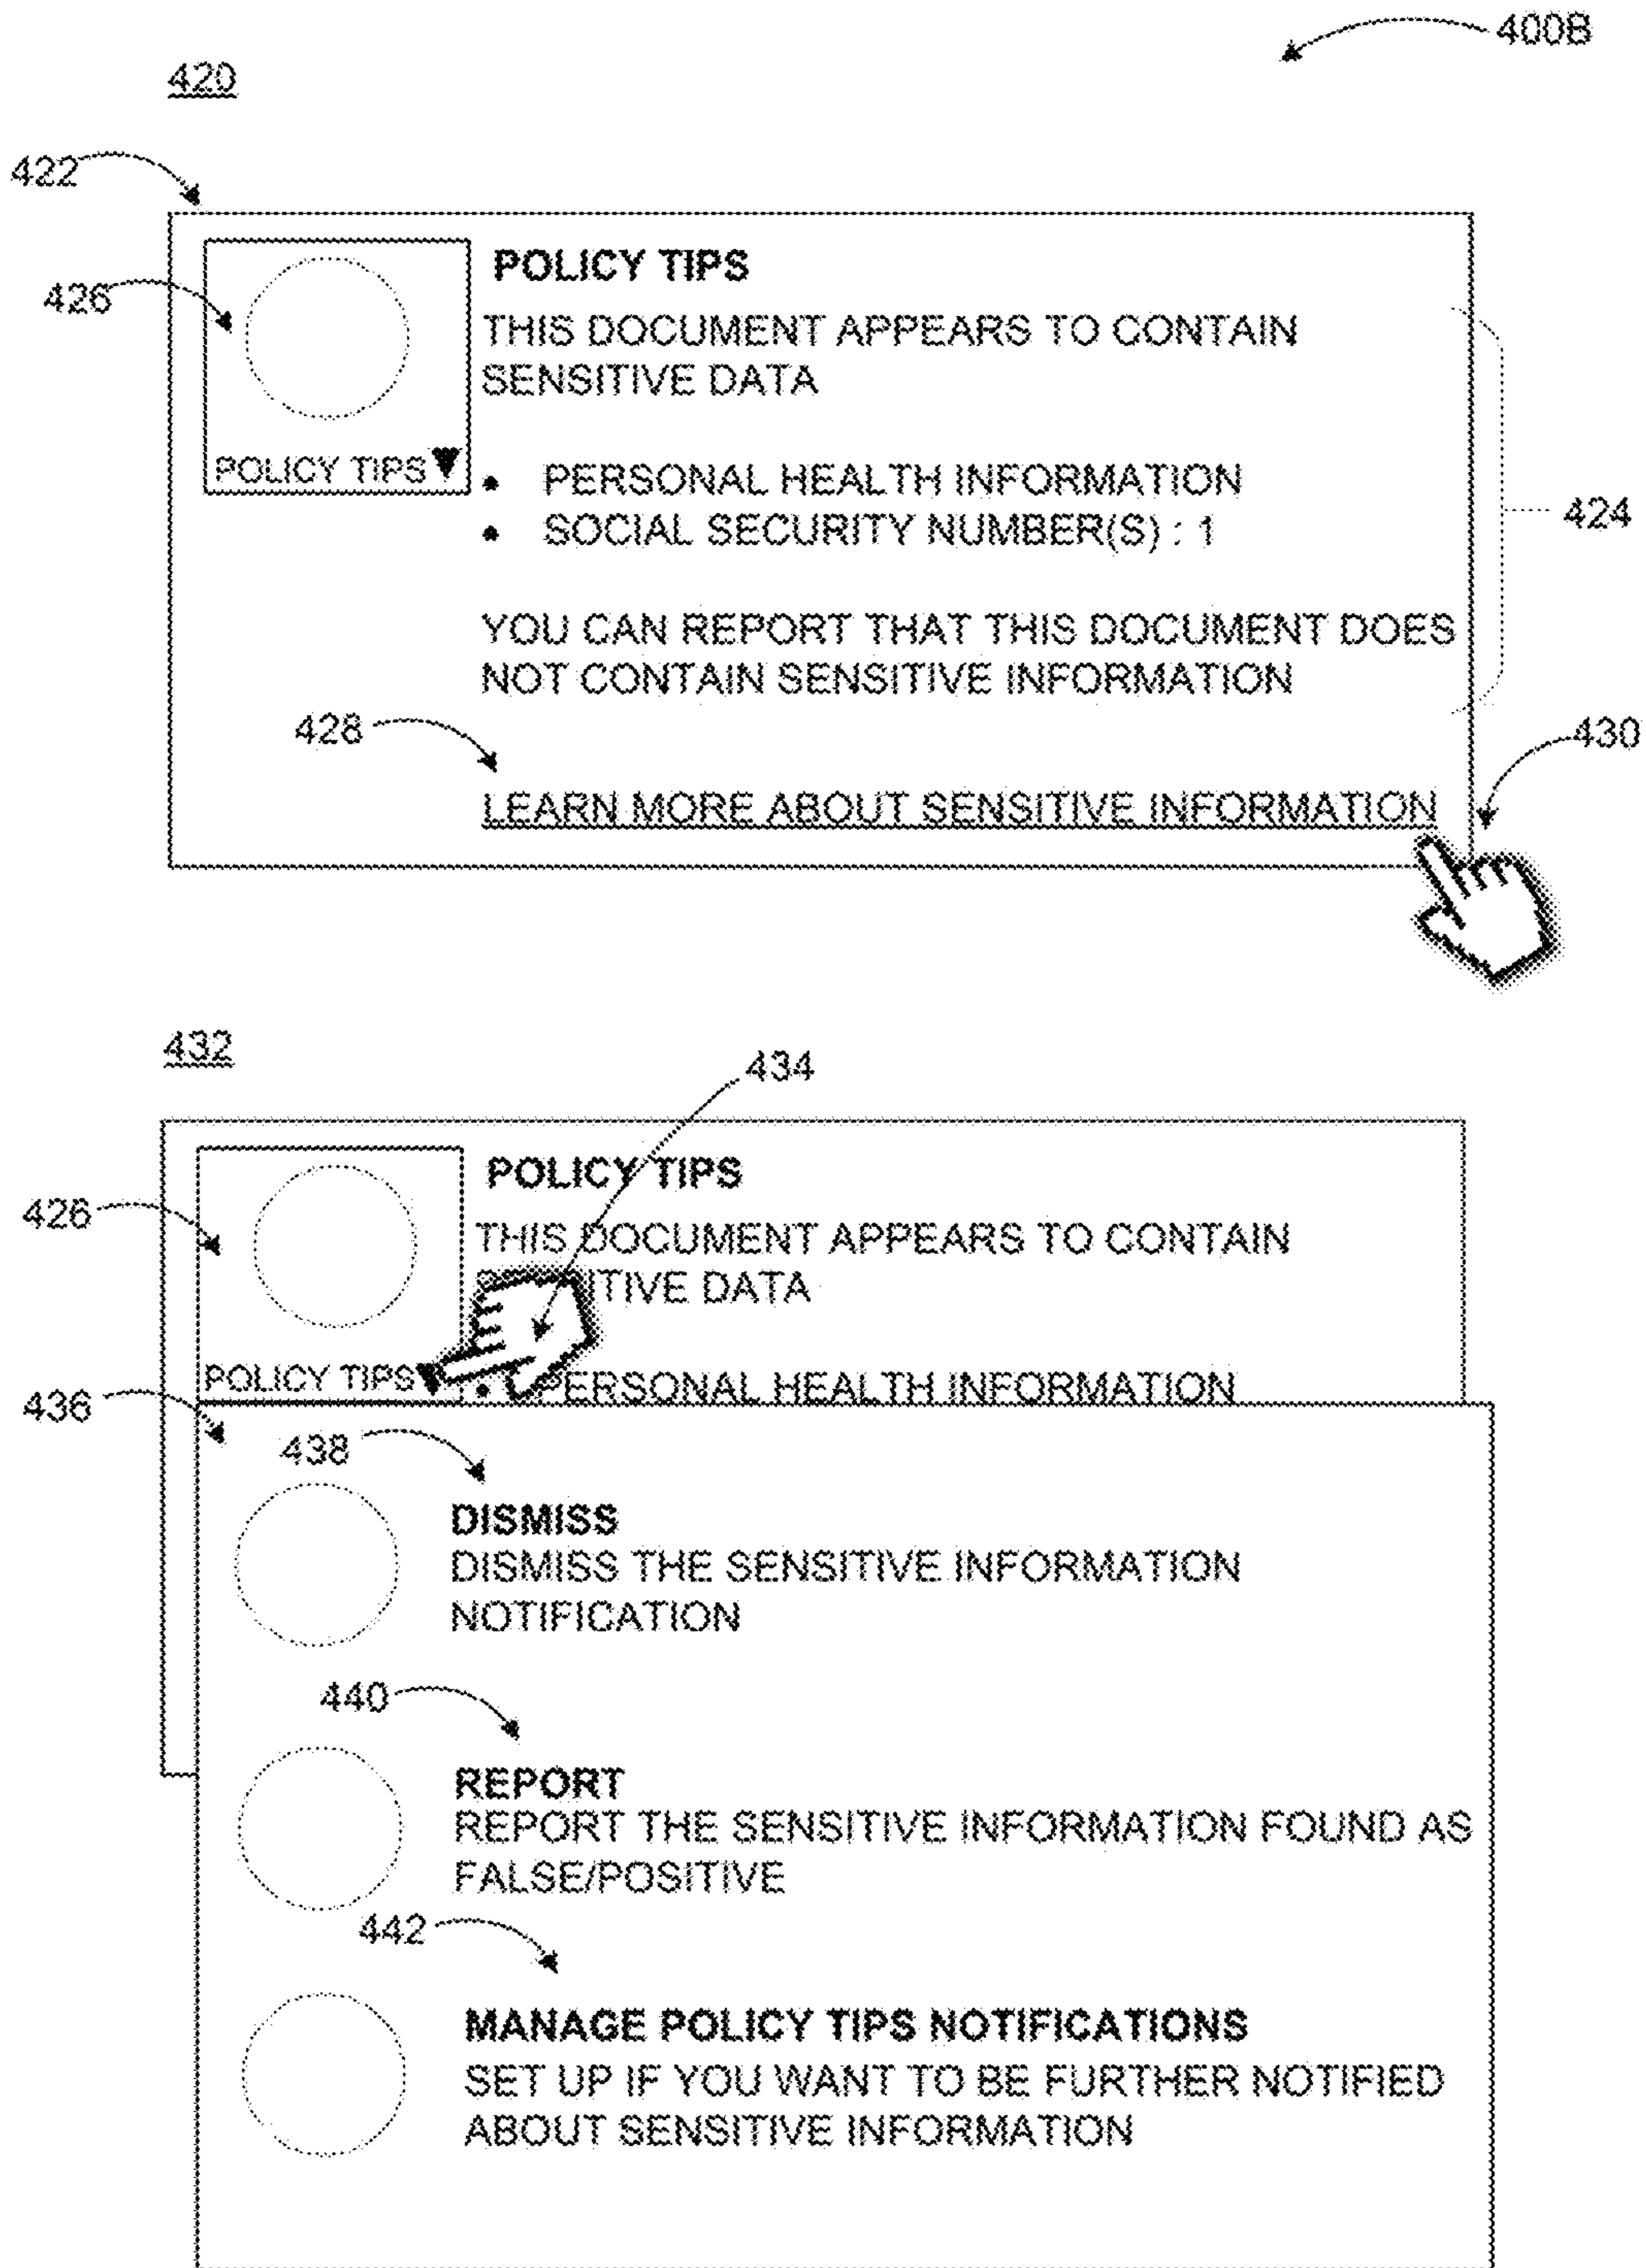 400B
420
422
426
POLICY TIPS
POLICY TIPS
THIS DOCUMENT APPEARS TO CONTAIN
SENSITIVE DATA
• PERSONAL HEALTH INFORMATION
• SOCIAL SECURITY NUMBER(S) : 1
424
YOU CAN REPORT THAT THIS DOCUMENT DOES
NOT CONTAIN SENSITIVE INFORMATION
428
430
LEARN MORE ABOUT SENSITIVE INFORMATION
432
434
426
POLICY TIPS
POLICY TIPS
THIS DOCUMENT APPEARS TO CONTAIN
ITIVE DATA
• PERSONAL HEALTH INFORMATION
436
438
DISMISS
DISMISS THE SENSITIVE INFORMATION
NOTIFICATION
440
REPORT
REPORT THE SENSITIVE INFORMATION FOUND AS
FALSE/POSITIVE
442
MANAGE POLICY TIPS NOTIFICATIONS
SET UP IF YOU WANT TO BE FURTHER NOTIFIED
ABOUT SENSITIVE INFORMATION